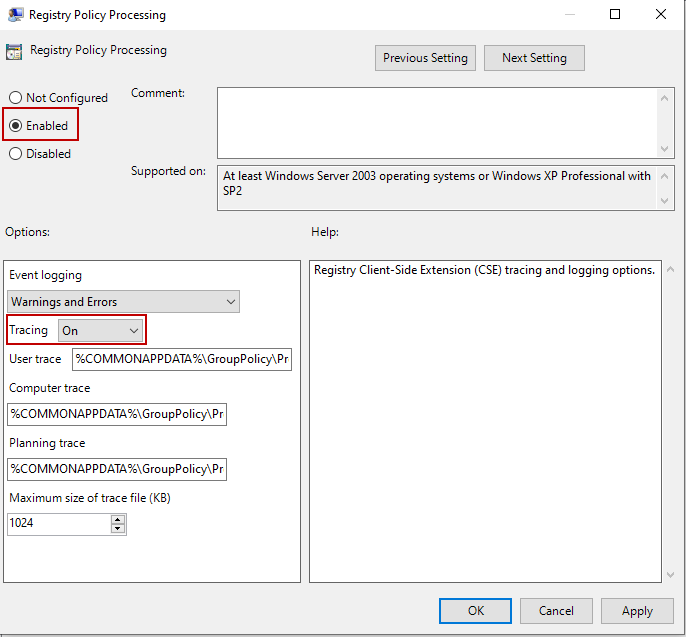 Registry Policy Processing
Registry Policy Processing
Previous Setting
Next Setting
Not Configured
Comment:
Enabled
Disabled
Supported on:
At least Windows Server 2003 operating systems or Windows XP Professional with
SP2
Options:
Help:
Event logging
Warnings and Errors
Tracing On
User trace %COMMONAPPDATA%\GroupPolicy\Pr
Computer trace
%COMMONAPPDATA%\GroupPolicy\Pr
Planning trace
%COMMONAPPDATA%\GroupPolicy\Pr
Maximum size of trace file (KB)
1024
Registry Client-Side Extension (CSE) tracing and logging options.
OK
Cancel
Apply